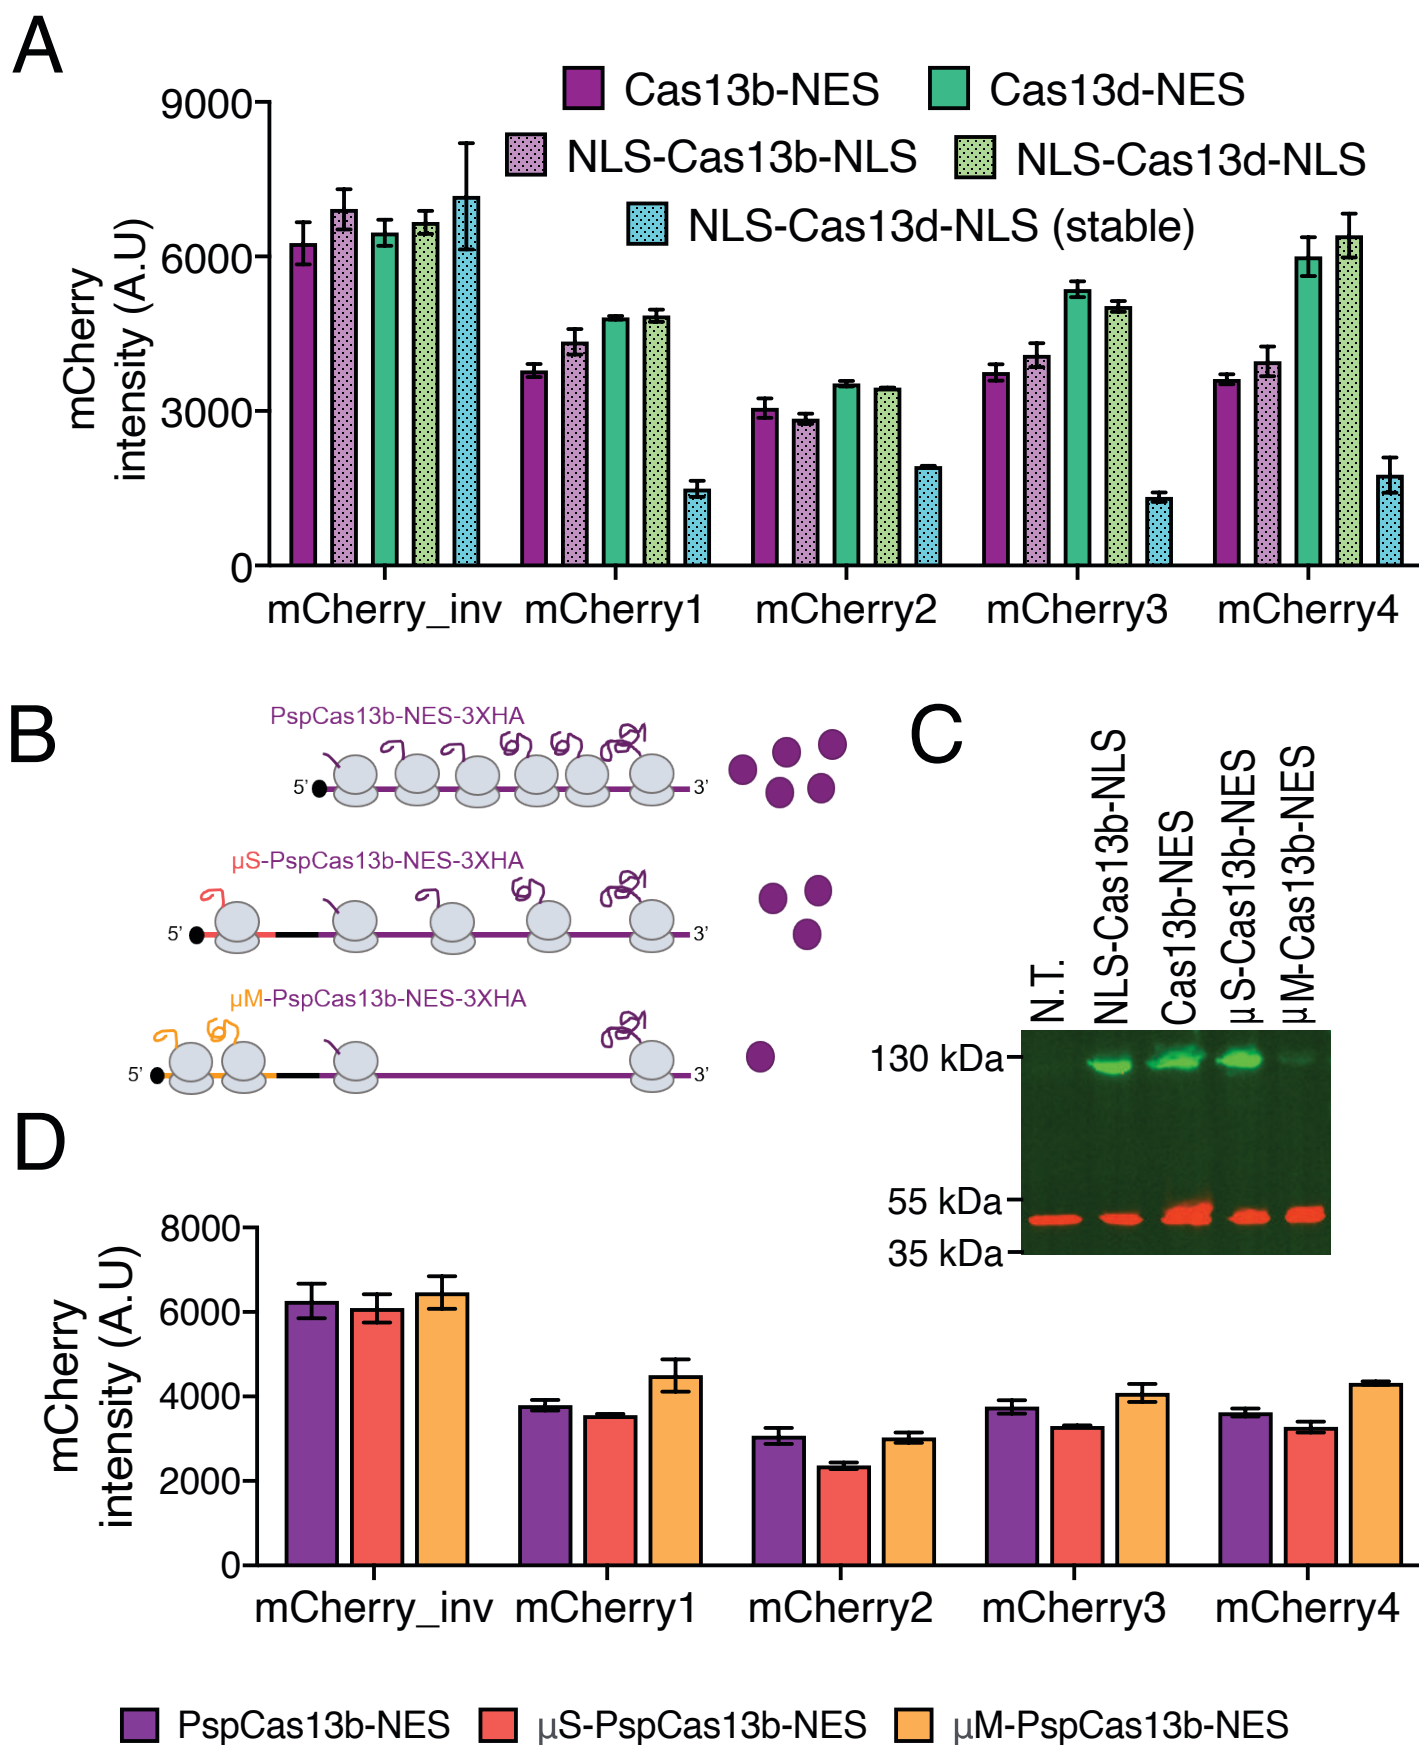 A
Cas13b-NES
Cas13d-NES
NLS-Cas13b-NLS
NLS-Cas13d-NLS
NLS-Cas13d-NLS (stable)
mCherry
intensity (A.U)
9000
6000
3000
0
mCherry_inv
mCherry1
mCherry2
mCherry3
mCherry4
B
PspCas13b-NES-3XHA
5’
3’
µS-PspCas13b-NES-3XHA
5’
3’
µM-PspCas13b-NES-3XHA
5’
3’
C
N.T.
NLS-Cas13b-NLS
Cas13b-NES
µS-Cas13b-NES
µM-Cas13b-NES
130 kDa
55 kDa
35 kDa
D
mCherry
intensity (A.U)
8000
6000
4000
2000
0
mCherry_inv
mCherry1
mCherry2
mCherry3
mCherry4
PspCas13b-NES
µS-PspCas13b-NES
µM-PspCas13b-NES